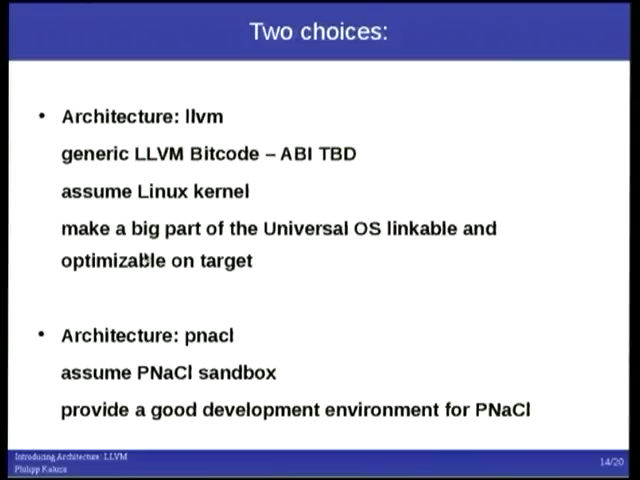 Two choices:
• Architecture: llvm
generic LLVM Bitcode – ABI TBD
assume Linux kernel
make a big part of the Universal OS linkable and
optimizable on target
• Architecture: pnacl
assume PNaCl sandbox
provide a good development environment for PNaCl
Introducing Architecture: LLVM
Philipp Kaluza
14/20